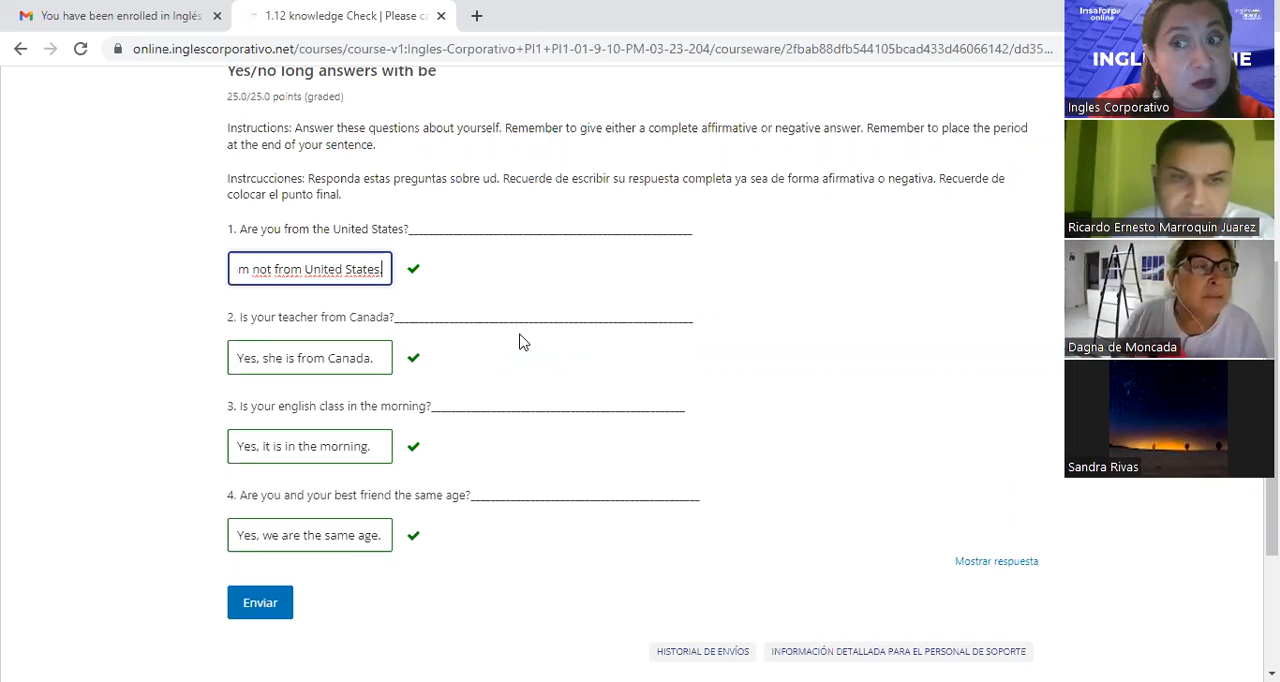 You have been enrolled in Inglés
1.12 knowledge Check | Please ca
online.inglescorporativo.net/courses/course-v1:Ingles-Corporativo+PI1+PI1-01-9-10-PM-03-23-204/courseware/2fbab88dfb544105bcad433d46066142/dd35...
Yes/no long answers with be
25.0/25.0 points (graded)
Instructions: Answer these questions about yourself. Remember to give either a complete affirmative or negative answer. Remember to place the period
at the end of your sentence.
Instrcucciones: Responda estas preguntas sobre ud. Recuerde de escribir su respuesta completa ya sea de forma afirmativa o negativa. Recuerde de
colocar el punto final.
1. Are you from the United States?
m not from United States.
2. Is your teacher from Canada?
Yes, she is from Canada.
3. Is your english class in the morning?
Yes, it is in the morning.
4. Are you and your best friend the same age?
Yes, we are the same age.
Mostrar respuesta
Enviar
HISTORIAL DE ENVÍOS
INFORMACIÓN DETALLADA PARA EL PERSONAL DE SOPORTE
Insaforp
online
INGL
NE
Ingles Corporativo
Ricardo Ernesto Marroquin Juarez
Dagna de Moncada
Sandra Rivas